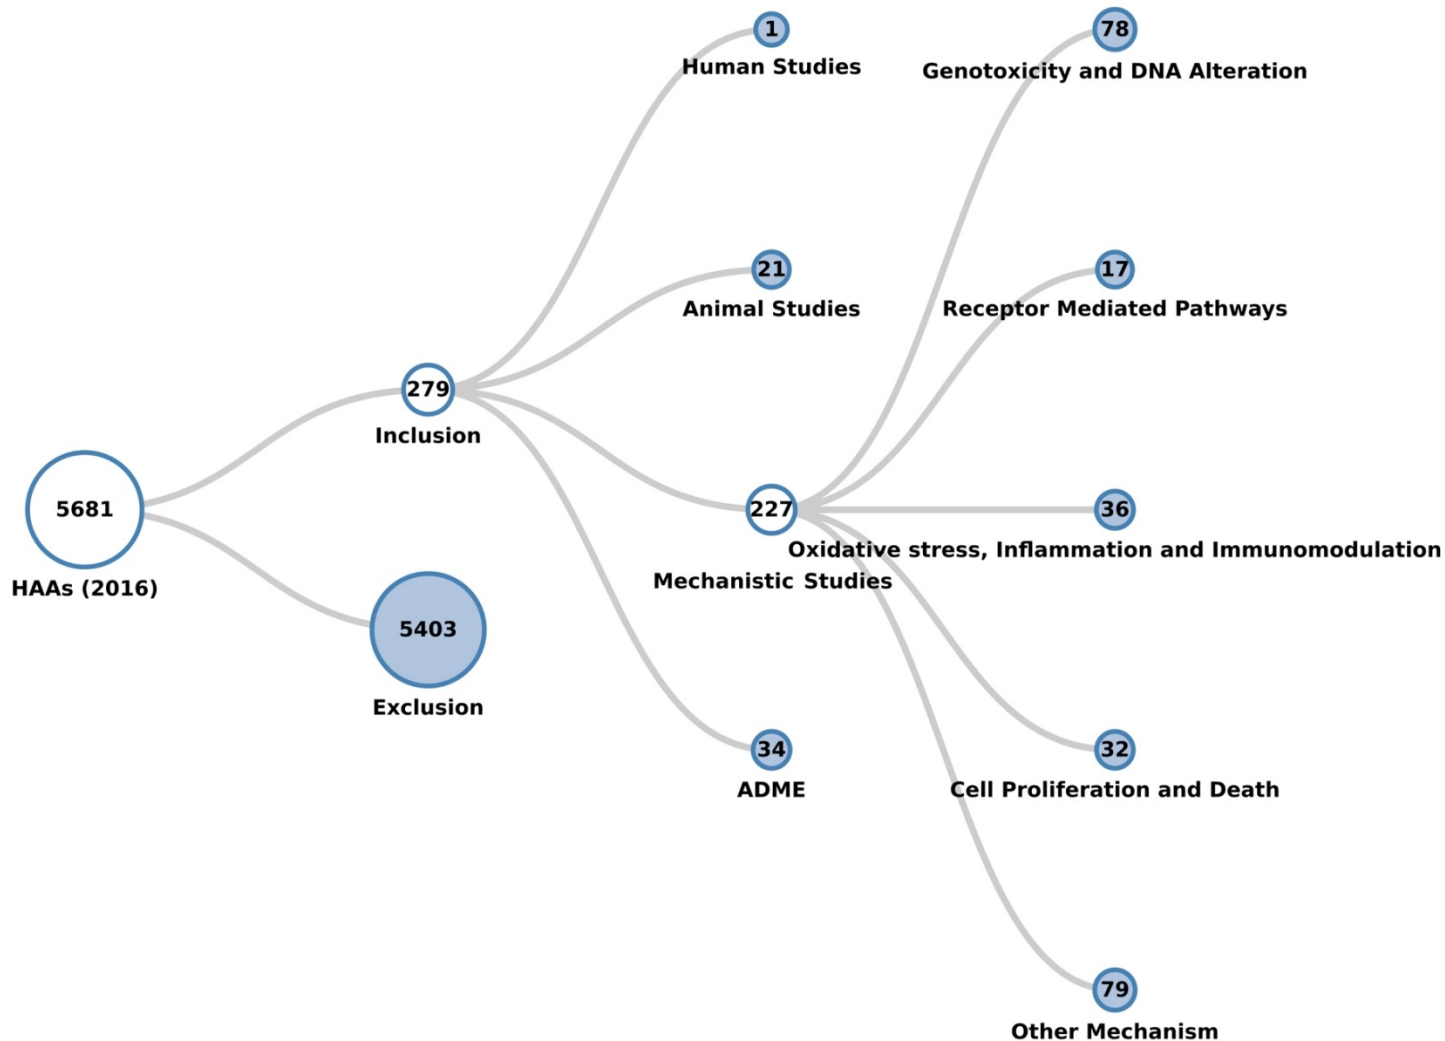 5681
HAAs (2016)
279
Inclusion
5403
Exclusion
1
Human Studies
21
Animal Studies
227
Mechanistic Studies
34
ADME
78
Genotoxicity and DNA Alteration
17
Receptor Mediated Pathways
36
Oxidative stress, Inflammation and Immunomodulation
32
Cell Proliferation and Death
79
Other Mechanism